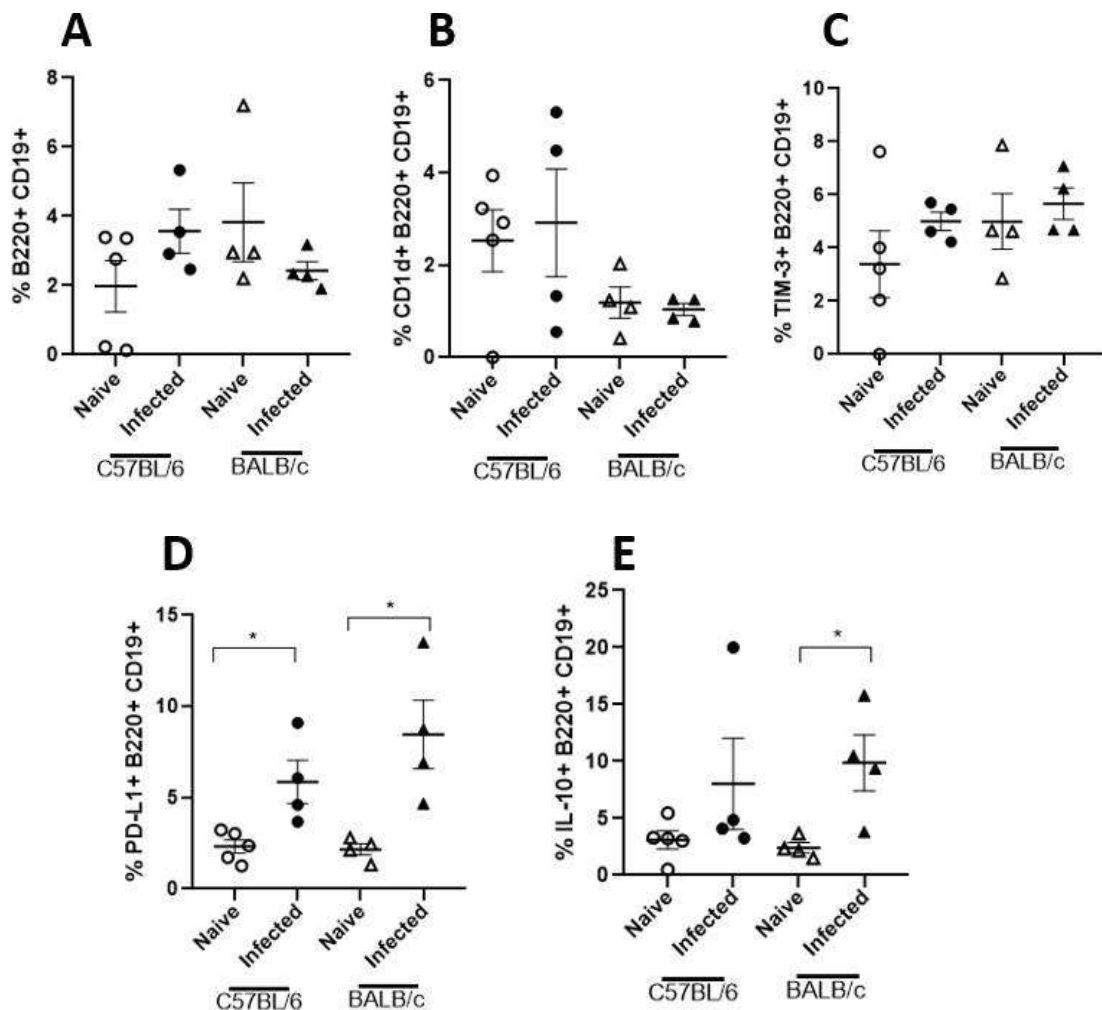 A
% B220+ CD19+
8
6
4
2
0
Naive
Infected
Naive
Infected
C57BL/6
BALB/c
B
% CD1d+ B220+ CD19+
6
4
2
0
Naive
Infected
Naive
Infected
C57BL/6
BALB/c
C
% TIM-3+ B220+ CD19+
10
8
6
4
2
0
Naive
Infected
Naive
Infected
C57BL/6
BALB/c
D
% PD-L1+ B220+ CD19+
15
10
5
0
*
*
Naive
Infected
Naive
Infected
C57BL/6
BALB/c
E
% IL-10+ B220+ CD19+
25
20
15
10
5
0
*
Naive
Infected
Naive
Infected
C57BL/6
BALB/c